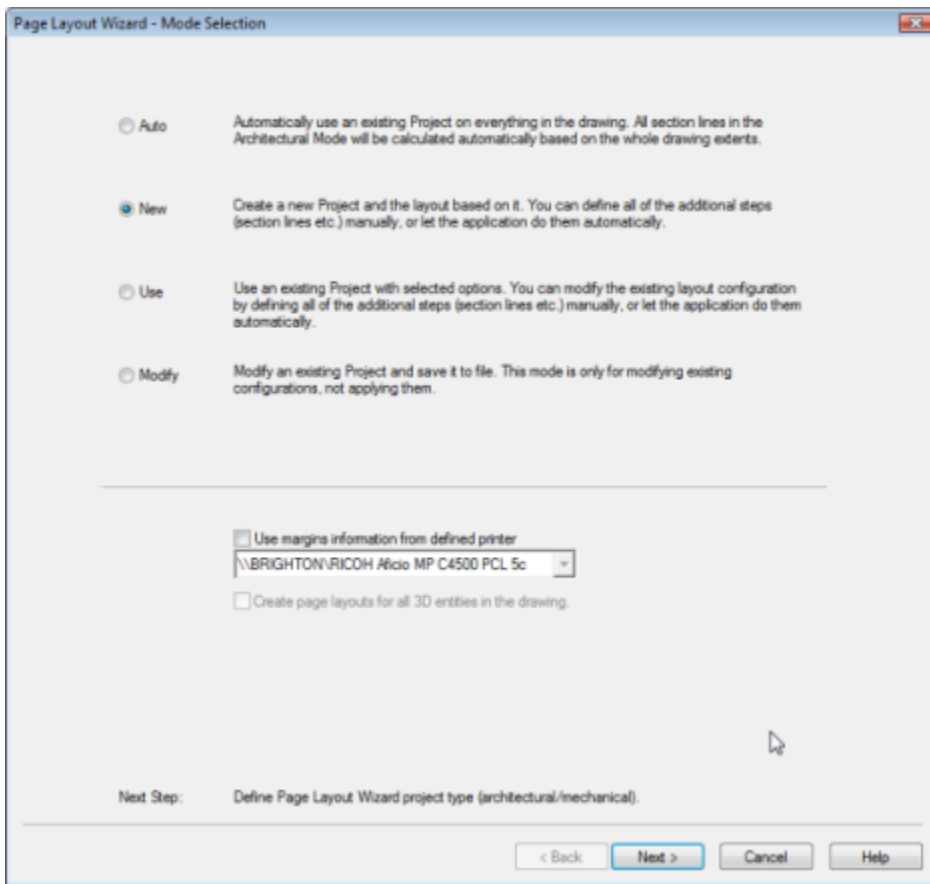 Page Layout Wizard - Mode Selection
Auto
Automatically use an existing Project on everything in the drawing. All section lines in the
Architectural Mode will be calculated automatically based on the whole drawing extents.
New
Create a new Project and the layout based on it. You can define all of the additional steps
(section lines etc.) manually, or let the application do them automatically.
Use
Use an existing Project with selected options. You can modify the existing layout configuration
by defining all of the additional steps (section lines etc.) manually, or let the application do them
automatically.
Modify
Modify an existing Project and save it to file. This mode is only for modifying existing
configurations, not applying them.
Use margins information from defined printer
\\BRIGHTON\RICOH Aficio MP C4500 PCL 5c
Create page layouts for all 3D entities in the drawing.
Next Step: Define Page Layout Wizard project type (architectural/mechanical).
< Back Next > Cancel Help